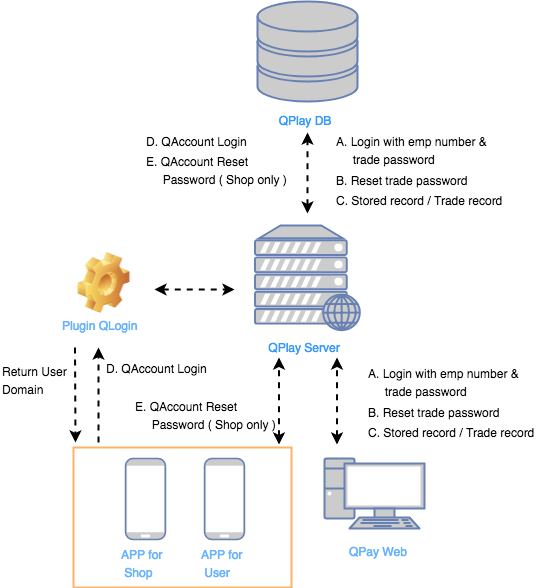 QPlay DB
D. QAccount Login
E. QAccount Reset
Password ( Shop only )
A. Login with emp number &
trade password
B. Reset trade password
C. Stored record / Trade record
Plugin QLogin
QPlay Server
Return User
Domain
D. QAccount Login
E. QAccount Reset
Password ( Shop only )
A. Login with emp number &
trade password
B. Reset trade password
C. Stored record / Trade record
APP for
Shop
APP for
User
QPay Web